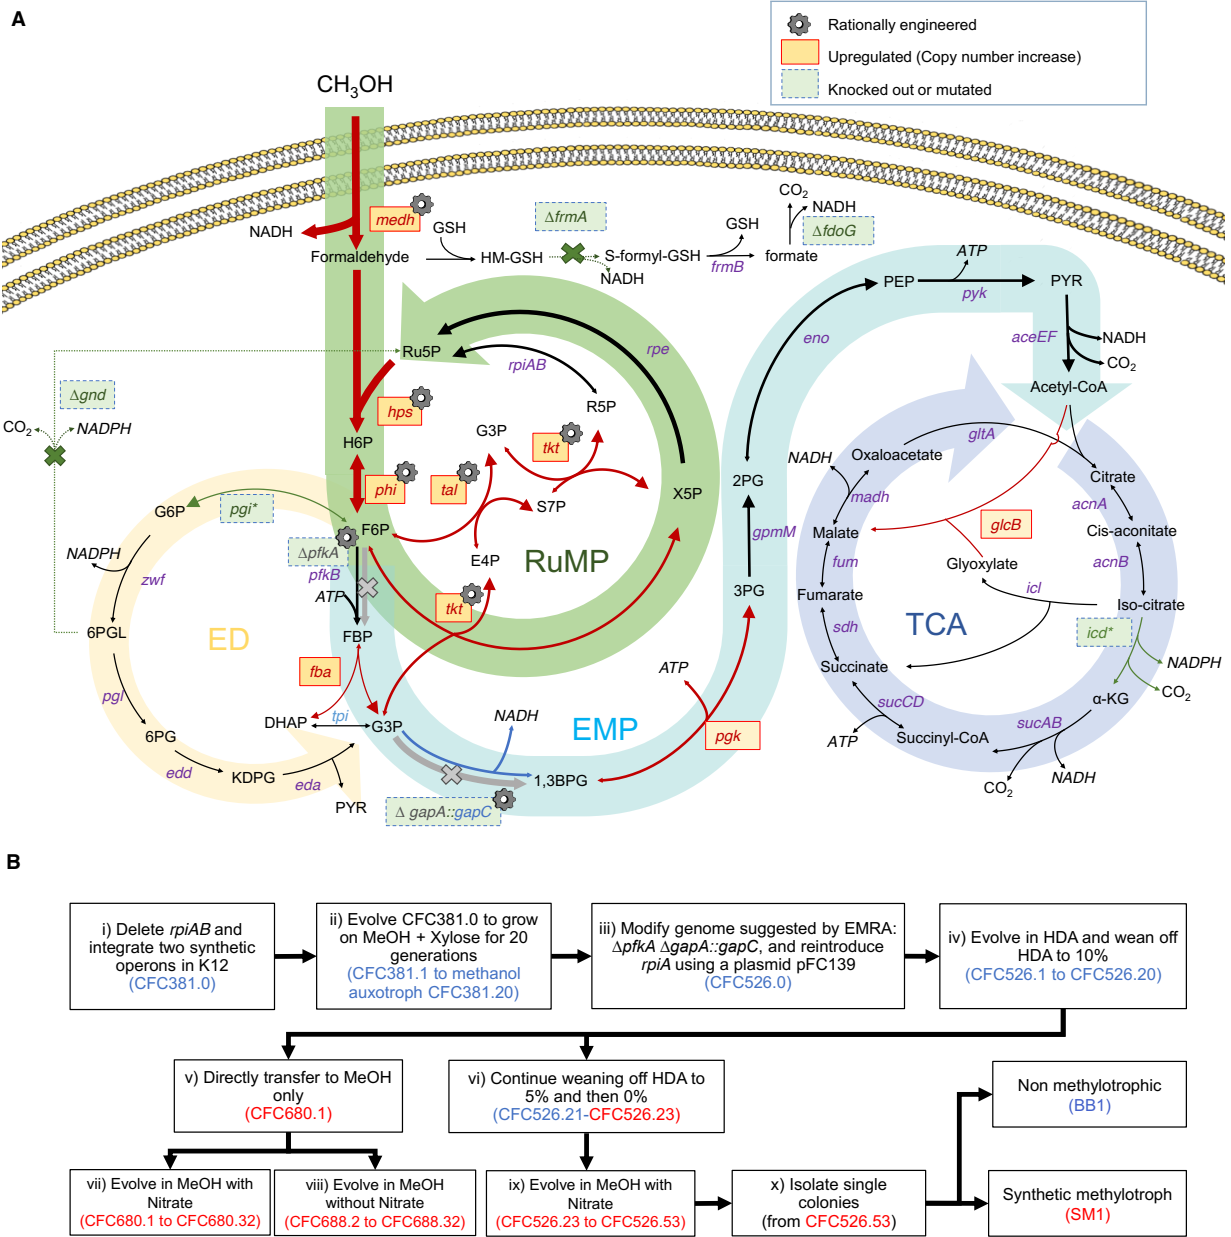 A
Rationally engineered
Upregulated (Copy number increase)
Knocked out or mutated
CH3OH
medh
NADH
Formaldehyde
GSH
HM-GSH
ΔfrmA
S-formyl-GSH
NADH
GSH
frmB
formate
CO2
NADH
ΔfdoG
ATP
PEP
pyk
PYR
aceEF
NADH
CO2
Acetyl-CoA
eno
Ru5P
rpiAB
rpe
R5P
hps
H6P
G3P
tkt
phi
tal
S7P
X5P
F6P
E4P
RuMP
tkt
Δgnd
CO2
NADPH
G6P
pgi*
ΔpfkA
pfkB
ATP
FBP
NADPH
zwf
6PGL
ED
fba
pgl
DHAP
tpi
G3P
6PG
edd
KDPG
eda
PYR
NADH
EMP
1,3BPG
Δ gapA::gapC
ATP
pgk
2PG
gpmM
3PG
gltA
Oxaloacetate
NADH
madh
Citrate
acnA
Malate
glcB
Cis-aconitate
fum
Glyoxylate
acnB
Fumarate
icl
Iso-citrate
sdh
TCA
icd*
Succinate
NADPH
CO2
sucCD
α-KG
ATP
sucAB
Succinyl-CoA
CO2
NADH
B
i) Delete rpiAB and
integrate two synthetic
operons in K12
(CFC381.0)
ii) Evolve CFC381.0 to grow
on MeOH + Xylose for 20
generations
(CFC381.1 to methanol
auxotroph CFC381.20)
iii) Modify genome suggested by EMRA:
ΔpfkA ΔgapA::gapC, and reintroduce
rpiA using a plasmid pFC139
(CFC526.0)
iv) Evolve in HDA and wean off
HDA to 10%
(CFC526.1 to CFC526.20)
v) Directly transfer to MeOH
only
(CFC680.1)
vi) Continue weaning off HDA to
5% and then 0%
(CFC526.21-CFC526.23)
Non methylotrophic
(BB1)
vii) Evolve in MeOH with
Nitrate
(CFC680.1 to CFC680.32)
viii) Evolve in MeOH
without Nitrate
(CFC688.2 to CFC688.32)
ix) Evolve in MeOH with
Nitrate
(CFC526.23 to CFC526.53)
x) Isolate single
colonies
(from CFC526.53)
Synthetic methylotroph
(SM1)